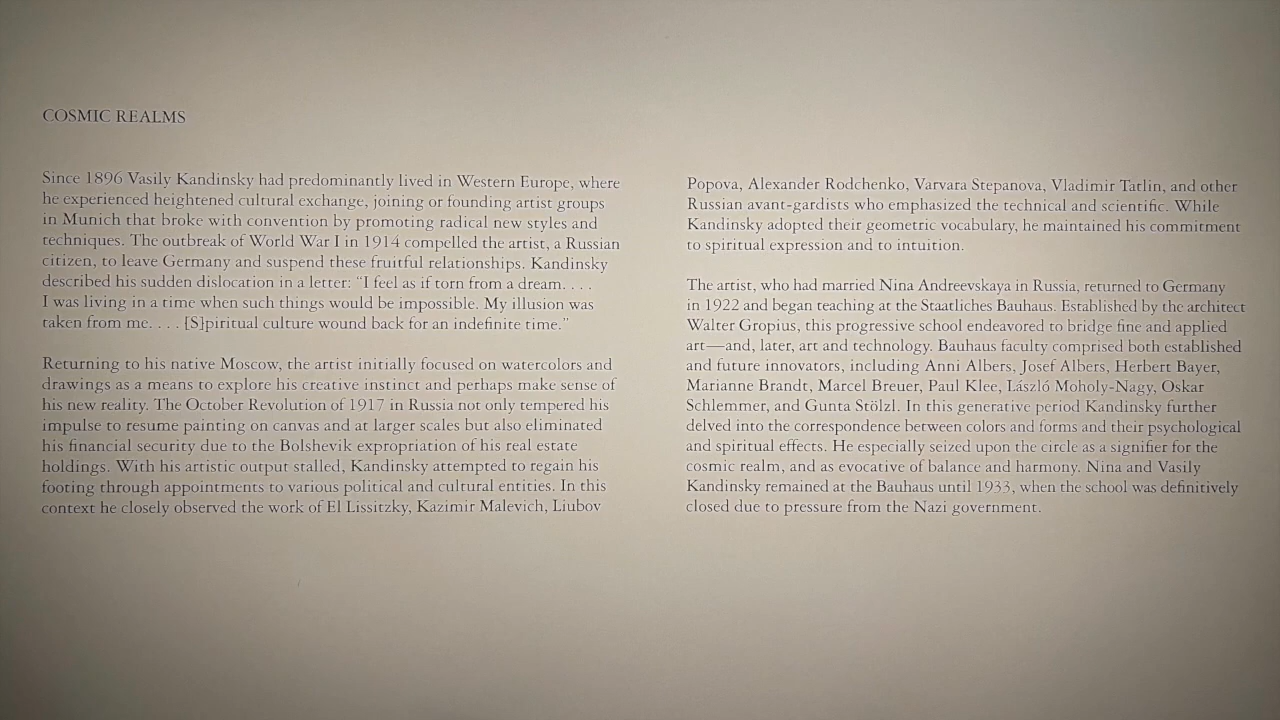 COSMIC REALMS
Since 1896 Vasily Kandinsky had predominantly lived in Western Europe, where
he experienced heightened cultural exchange, joining or founding artist groups
in Munich that broke with convention by promoting radical new styles and
techniques. The outbreak of World War I in 1914 compelled the artist, a Russian
citizen, to leave Germany and suspend these fruitful relationships. Kandinsky
described his sudden dislocation in a letter: “I feel as if torn from a dream. . . .
I was living in a time when such things would be impossible. My illusion was
taken from me. . . . [S]piritual culture wound back for an indefinite time.”
Returning to his native Moscow, the artist initially focused on watercolors and
drawings as a means to explore his creative instinct and perhaps make sense of
his new reality. The October Revolution of 1917 in Russia not only tempered his
impulse to resume painting on canvas and at larger scales but also eliminated
his financial security due to the Bolshevik expropriation of his real estate
holdings. With his artistic output stalled, Kandinsky attempted to regain his
footing through appointments to various political and cultural entities. In this
context he closely observed the work of El Lissitzky, Kazimir Malevich, Liubov
Popova, Alexander Rodchenko, Varvara Stepanova, Vladimir Tatlin, and other
Russian avant-gardists who emphasized the technical and scientific. While
Kandinsky adopted their geometric vocabulary, he maintained his commitment
to spiritual expression and to intuition.
The artist, who had married Nina Andreevskaya in Russia, returned to Germany
in 1922 and began teaching at the Staatliches Bauhaus. Established by the architect
Walter Gropius, this progressive school endeavored to bridge fine and applied
art—and, later, art and technology. Bauhaus faculty comprised both established
and future innovators, including Anni Albers, Josef Albers, Herbert Bayer,
Marianne Brandt, Marcel Breuer, Paul Klee, László Moholy-Nagy, Oskar
Schlemmer, and Gunta Stölzl. In this generative period Kandinsky further
delved into the correspondence between colors and forms and their psychological
and spiritual effects. He especially seized upon the circle as a signifier for the
cosmic realm, and as evocative of balance and harmony. Nina and Vasily
Kandinsky remained at the Bauhaus until 1933, when the school was definitively
closed due to pressure from the Nazi government.